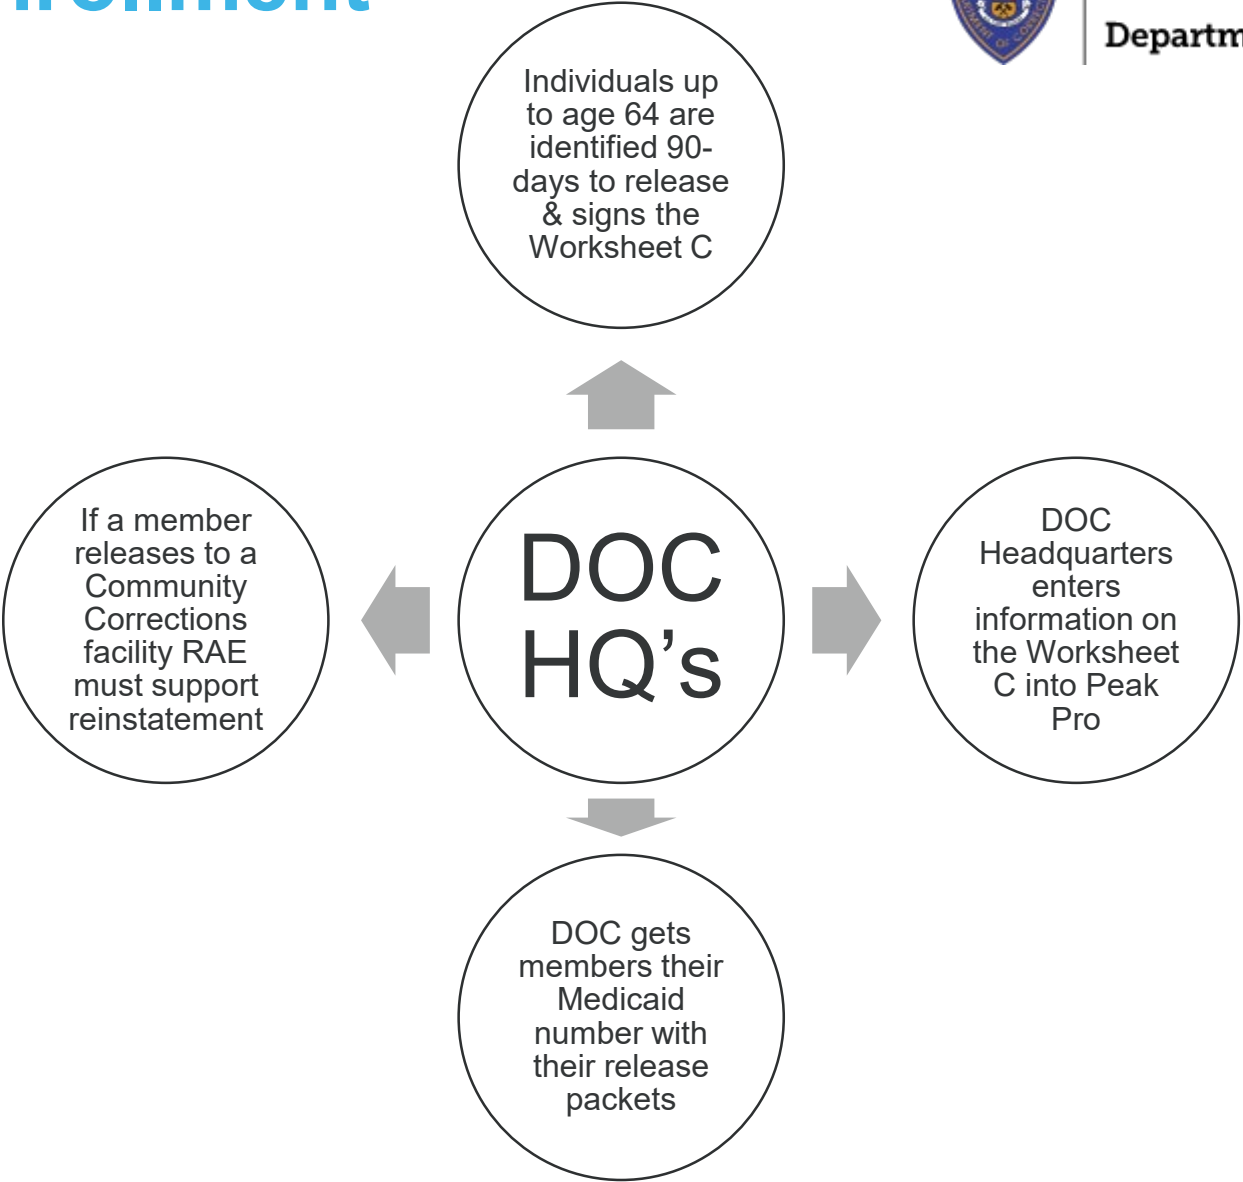 Individuals up
to age 64 are
identified 90-
days to release
& signs the
Worksheet C
If a member
releases to a
Community
Corrections
facility RAE
must support
reinstatement
DOC
HQ’s
DOC
Headquarters
enters
information on
the Worksheet
C into Peak
Pro
DOC gets
members their
Medicaid
number with
their release
packets